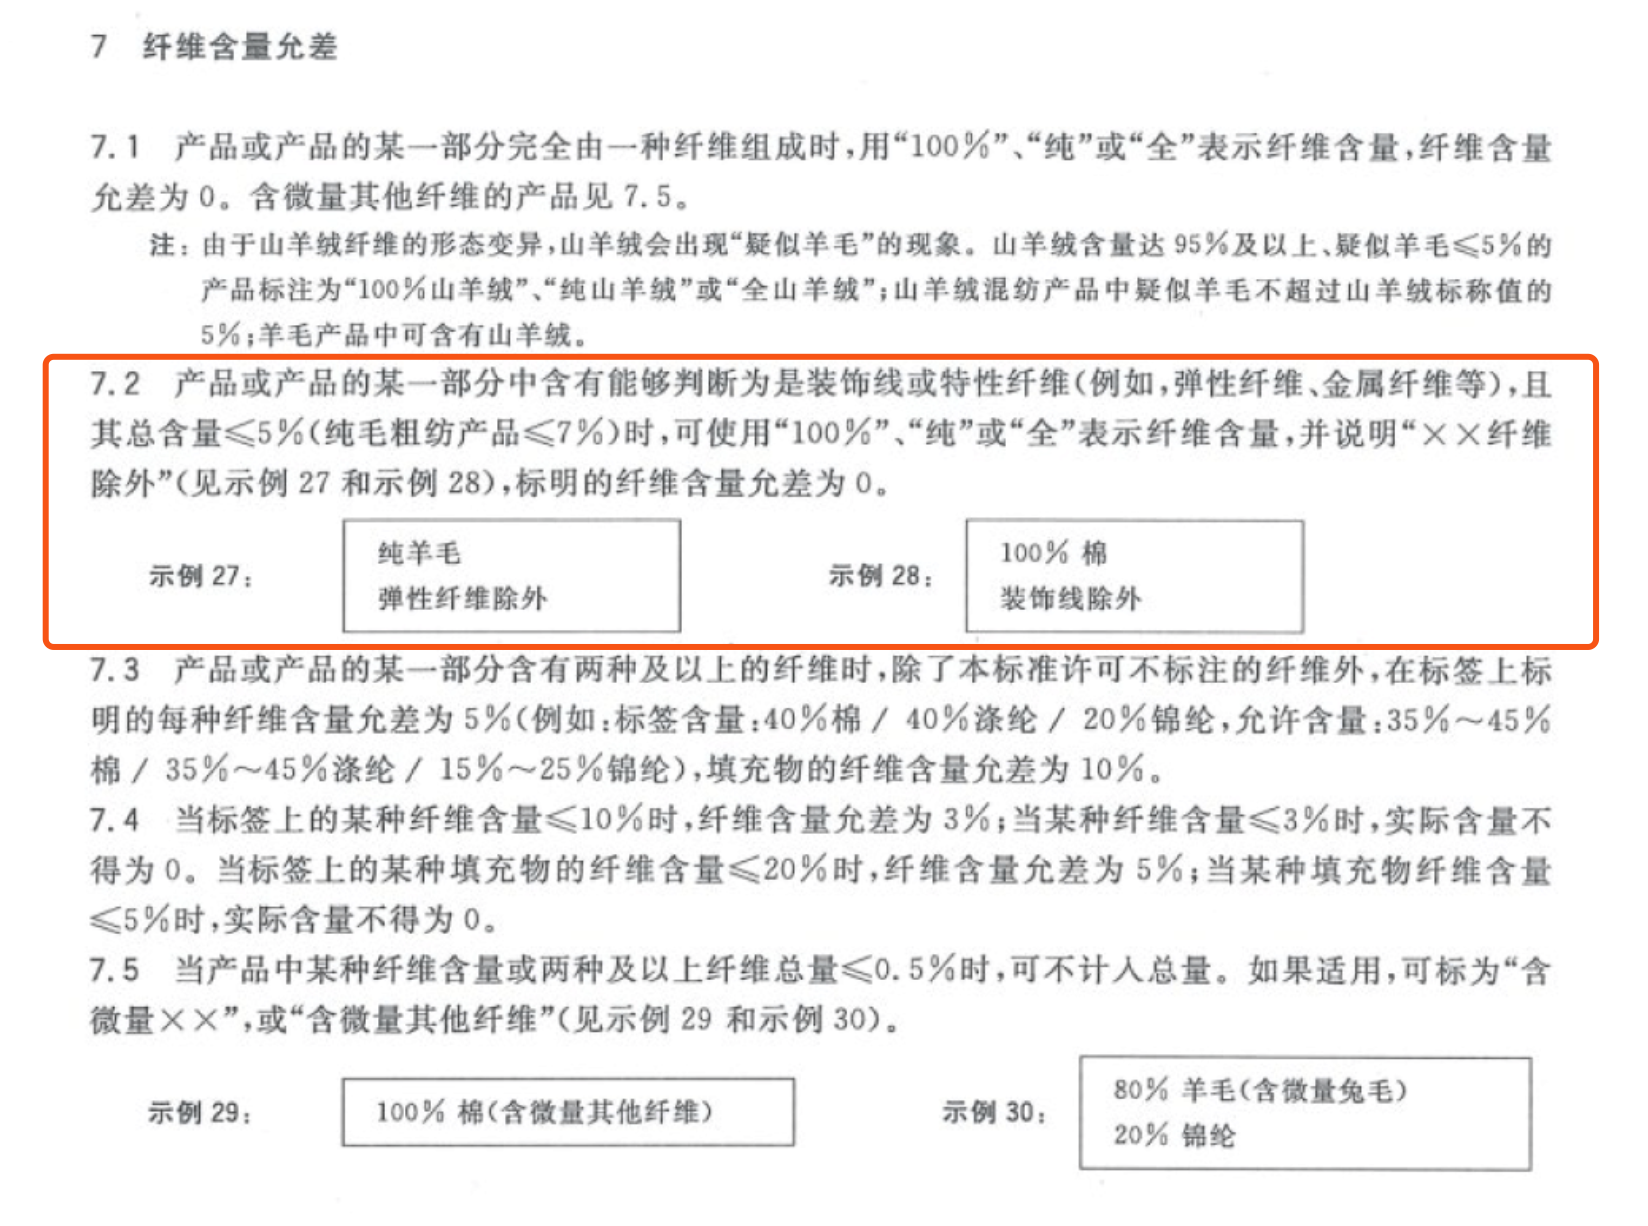 7 纤维含量允差
7.1 产品或产品的某一部分完全由一种纤维组成时,用“100%”、“纯”或“全”表示纤维含量,纤维含量
允差为 0。含微量其他纤维的产品见 7.5。
注:由于山羊绒纤维的形态变异,山羊绒会出现“疑似羊毛”的现象。山羊绒含量达 95%及以上、疑似羊毛≤5%的
产品标注为“100%山羊绒”、“纯山羊绒”或“全山羊绒”;山羊绒混纺产品中疑似羊毛不超过山羊绒标称值的
5%;羊毛产品中可含有山羊绒。
7.2 产品或产品的某一部分中含有能够判断为是装饰线或特性纤维(例如,弹性纤维、金属纤维等),且
其总含量≤5%(纯毛粗纺产品≤7%)时,可使用“100%”、“纯”或“全”表示纤维含量,并说明“××纤维
除外”(见示例 27 和示例 28),标明的纤维含量允差为 0。
示例 27:
纯羊毛
弹性纤维除外
示例 28:
100% 棉
装饰线除外
7.3 产品或产品的某一部分含有两种及以上的纤维时,除了本标准许可不标注的纤维外,在标签上标
明的每种纤维含量允差为 5%(例如:标签含量:40%棉 / 40%涤纶 / 20%锦纶,允许含量:35%~45%
棉 / 35%~45%涤纶 / 15%~25%锦纶),填充物的纤维含量允差为 10%。
7.4 当标签上的某种纤维含量≤10%时,纤维含量允差为 3%;当某种纤维含量≤3%时,实际含量不
得为 0。当标签上的某种填充物的纤维含量≤20%时,纤维含量允差为 5%;当某种填充物纤维含量
≤5%时,实际含量不得为 0。
7.5 当产品中某种纤维含量或两种及以上纤维总量≤0.5%时,可不计入总量。如果适用,可标为“含
微量××”,或“含微量其他纤维”(见示例 29 和示例 30)。
示例 29:
100% 棉(含微量其他纤维)
示例 30:
80% 羊毛(含微量兔毛)
20% 锦纶